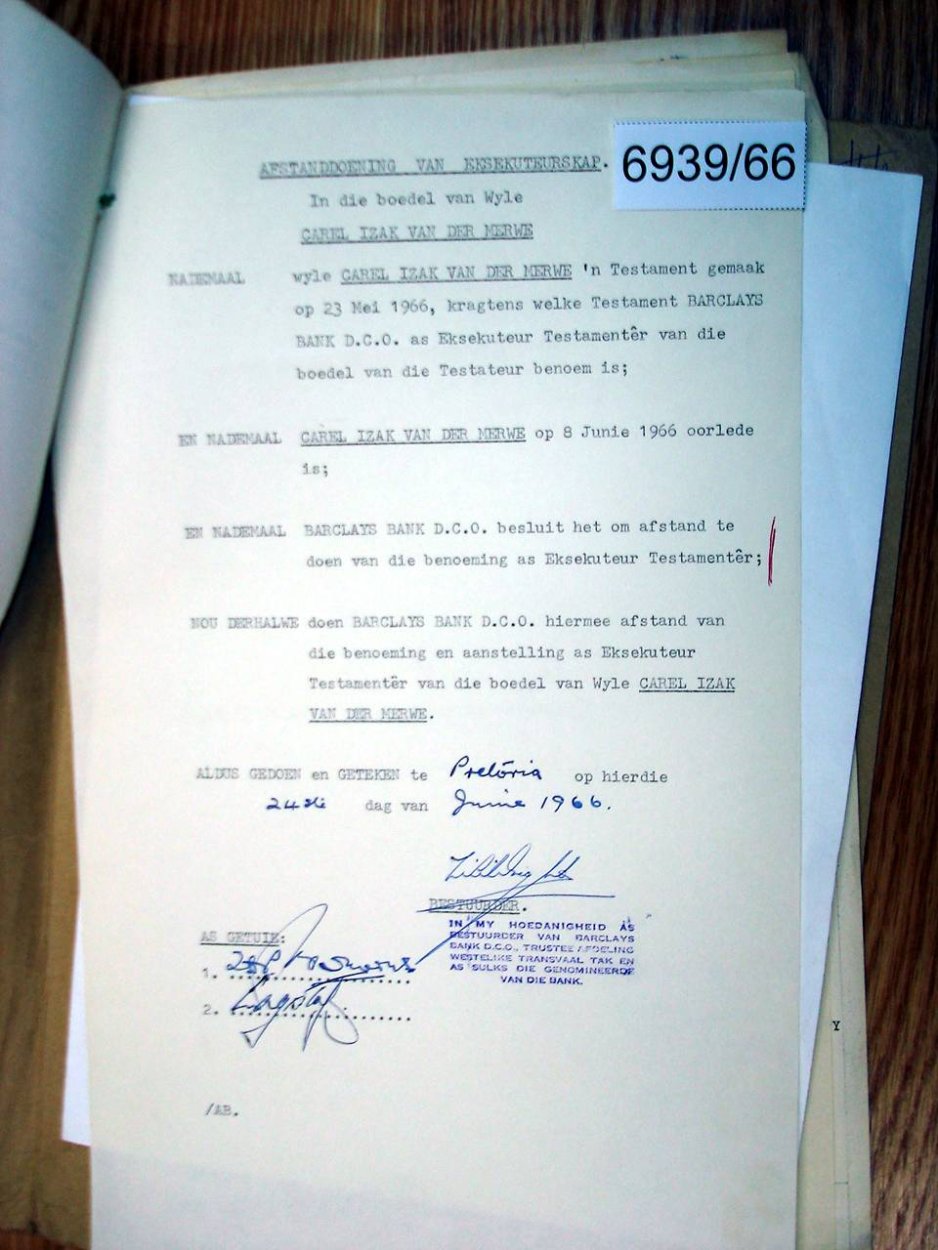 AFSTANDDOENING VAN EKSEKUTEURSKAP.
6939/66
In die boedel van Wyle
CAREL IZAK VAN DER MERWE
NADEMAAL wyle CAREL IZAK VAN DER MERWE 'n Testament gemaak
op 23 Mei 1966, kragtens welke Testament BARCLAYS
BANK D.C.O. as Eksekuteur Testamentêr van die
boedel van die Testateur benoem is;
EN NADEMAAL CAREL IZAK VAN DER MERWE op 8 Junie 1966 oorlede
is;
EN NADEMAAL BARCLAYS BANK D.C.O. besluit het om afstand te
doen van die benoeming as Eksekuteur Testamentêr;
NOU DERHALWE doen BARCLAYS BANK D.C.O. hiermee afstand van
die benoeming en aanstelling as Eksekuteur
Testamentêr van die boedel van Wyle CAREL IZAK
VAN DER MERWE.
ALDUS GEDOEN en GETEKEN te Pretoria op hierdie
24ste dag van Junie 1966.
BESTUURDER.
IN MY HOEDANIGHEID AS
BESTUURDER VAN BARCLAYS
BANK D.C.O., TRUSTEE AFDELING
WESTELIKE TRANSVAAL TAK EN
AS SULKS DIE GENOMINEERDE
VAN DIE BANK.
AS GETUIE:
1.
2.
/AB.
Y